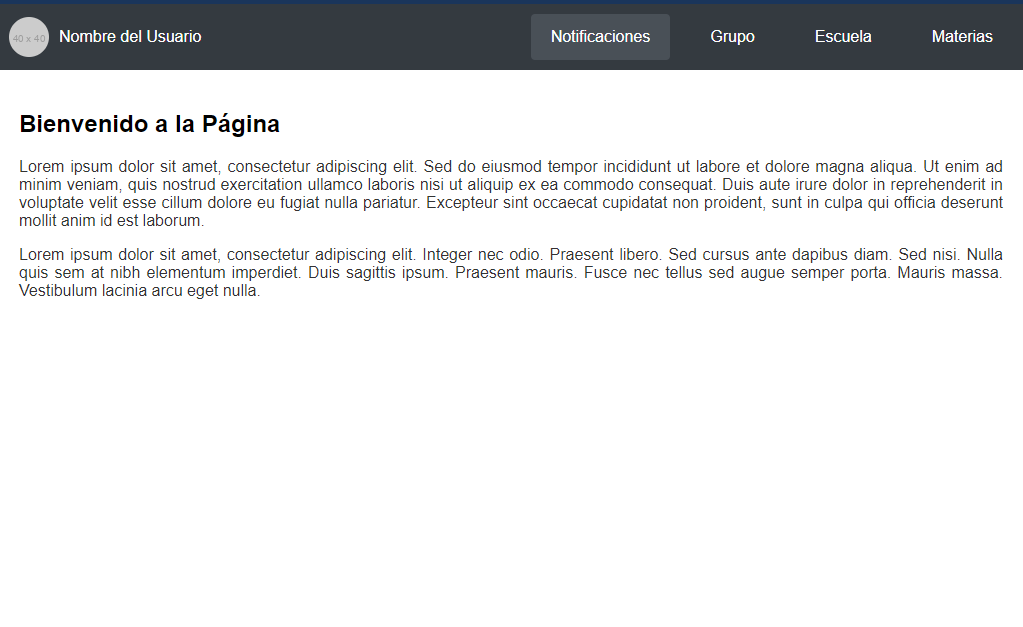 40 x 40
Nombre del Usuario
Notificaciones
Grupo
Escuela
Materias
Bienvenido a la Página
Lorem ipsum dolor sit amet, consectetur adipiscing elit. Sed do eiusmod tempor incididunt ut labore et dolore magna aliqua. Ut enim ad
minim veniam, quis nostrud exercitation ullamco laboris nisi ut aliquip ex ea commodo consequat. Duis aute irure dolor in reprehenderit in
voluptate velit esse cillum dolore eu fugiat nulla pariatur. Excepteur sint occaecat cupidatat non proident, sunt in culpa qui officia deserunt
mollit anim id est laborum.
Lorem ipsum dolor sit amet, consectetur adipiscing elit. Integer nec odio. Praesent libero. Sed cursus ante dapibus diam. Sed nisi. Nulla
quis sem at nibh elementum imperdiet. Duis sagittis ipsum. Praesent mauris. Fusce nec tellus sed augue semper porta. Mauris massa.
Vestibulum lacinia arcu eget nulla.